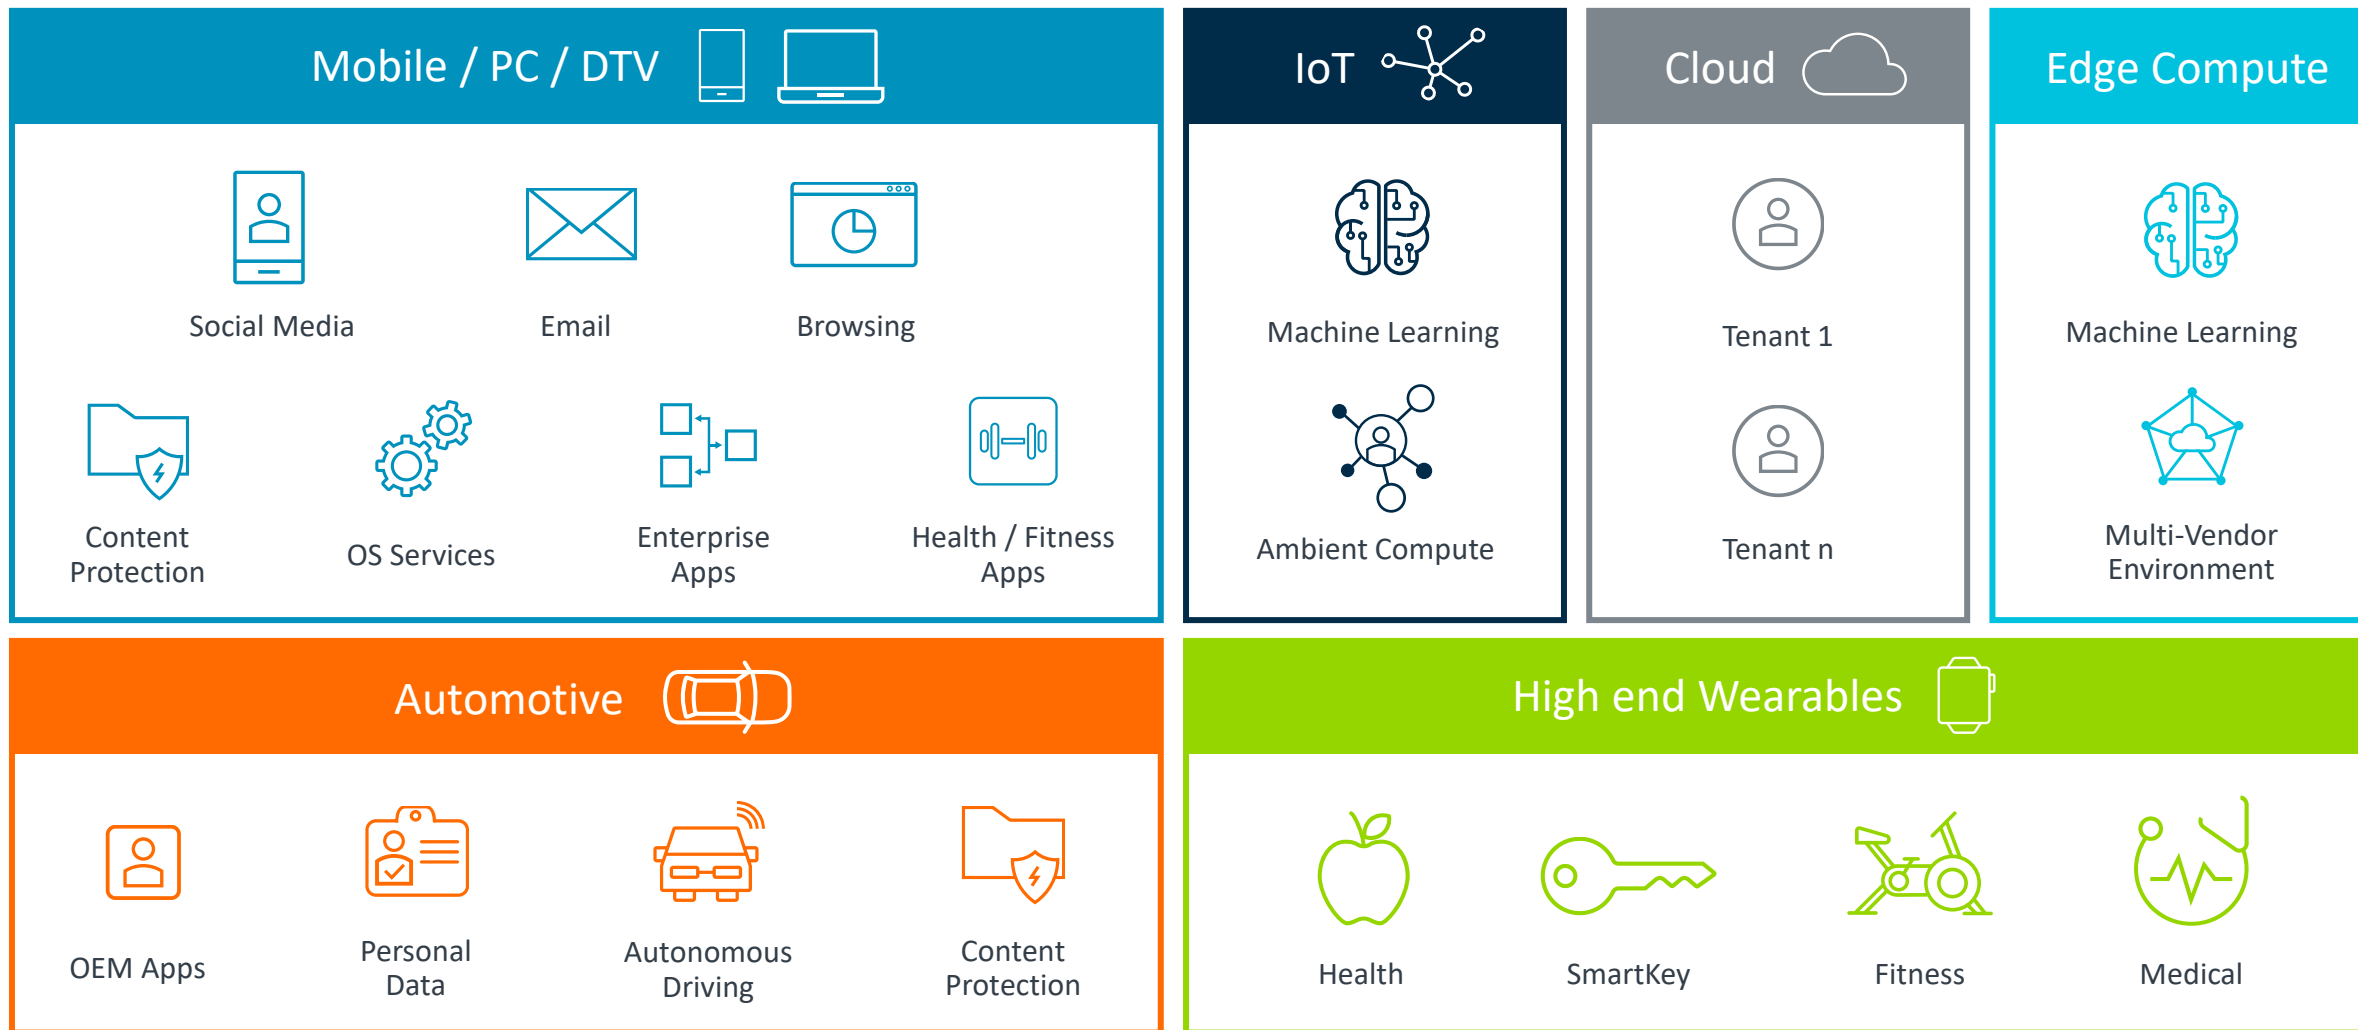 Mobile / PC / DTV
Social Media
Email
Browsing
Content
Protection
OS Services
Enterprise
Apps
Health / Fitness
Apps
IoT
Machine Learning
Ambient Compute
Cloud
Tenant 1
Tenant n
Edge Compute
Machine Learning
Multi-Vendor
Environment
Automotive
OEM Apps
Personal
Data
Autonomous
Driving
Content
Protection
High end Wearables
Health
SmartKey
Fitness
Medical